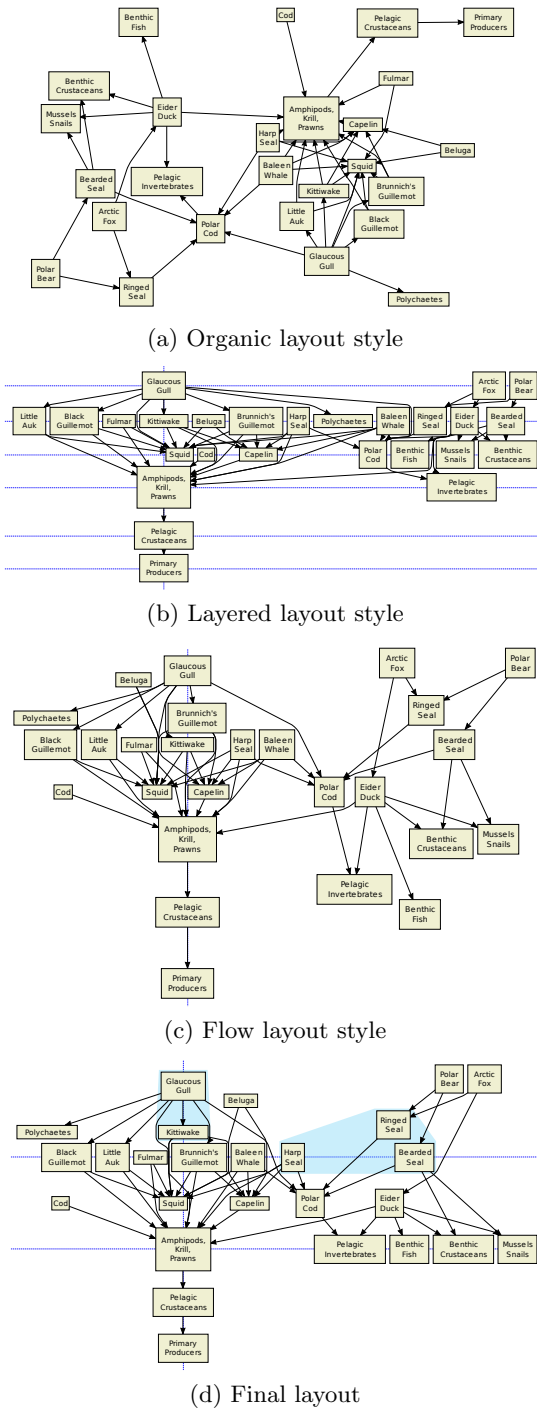 Benthic
Fish
Cod
Pelagic
Crustaceans
Primary
Producers
Benthic
Crustaceans
Fulmar
Mussels
Snails
Eider
Duck
Amphipods,
Krill,
Prawns
Capelin
Harp
Seal
Beluga
Bearded
Seal
Pelagic
Invertebrates
Baleen
Whale
Squid
Kittiwake
Brunnich's
Guillemot
Arctic
Fox
Polar
Cod
Little
Auk
Black
Guillemot
Polar
Bear
Ringed
Seal
Glaucous
Gull
Polychaetes
(a) Organic layout style
Glaucous
Gull
Arctic
Fox
Polar
Bear
Little
Auk
Black
Guillemot
Fulmar
Kittiwake
Beluga
Brunnich's
Guillemot
Harp
Seal
Polychaetes
Baleen
Whale
Ringed
Seal
Eider
Duck
Bearded
Seal
Squid
Cod
Capelin
Polar
Cod
Benthic
Fish
Mussels
Snails
Benthic
Crustaceans
Amphipods,
Krill,
Prawns
Pelagic
Invertebrates
Pelagic
Crustaceans
Primary
Producers
(b) Layered layout style
Beluga
Glaucous
Gull
Arctic
Fox
Polar
Bear
Polychaetes
Brunnich's
Guillemot
Ringed
Seal
Black
Guillemot
Little
Auk
Fulmar
Kittiwake
Harp
Seal
Baleen
Whale
Bearded
Seal
Cod
Squid
Capelin
Polar
Cod
Eider
Duck
Amphipods,
Krill,
Prawns
Benthic
Crustaceans
Mussels
Snails
Pelagic
Invertebrates
Pelagic
Crustaceans
Benthic
Fish
Primary
Producers
(c) Flow layout style
Glaucous
Gull
Beluga
Polar
Bear
Arctic
Fox
Polychaetes
Kittiwake
Ringed
Seal
Black
Guillemot
Little
Auk
Fulmar
Brunnich's
Guillemot
Baleen
Whale
Harp
Seal
Bearded
Seal
Cod
Squid
Capelin
Polar
Cod
Eider
Duck
Amphipods,
Krill,
Prawns
Pelagic
Invertebrates
Benthic
Fish
Benthic
Crustaceans
Mussels
Snails
Pelagic
Crustaceans
Primary
Producers
(d) Final layout